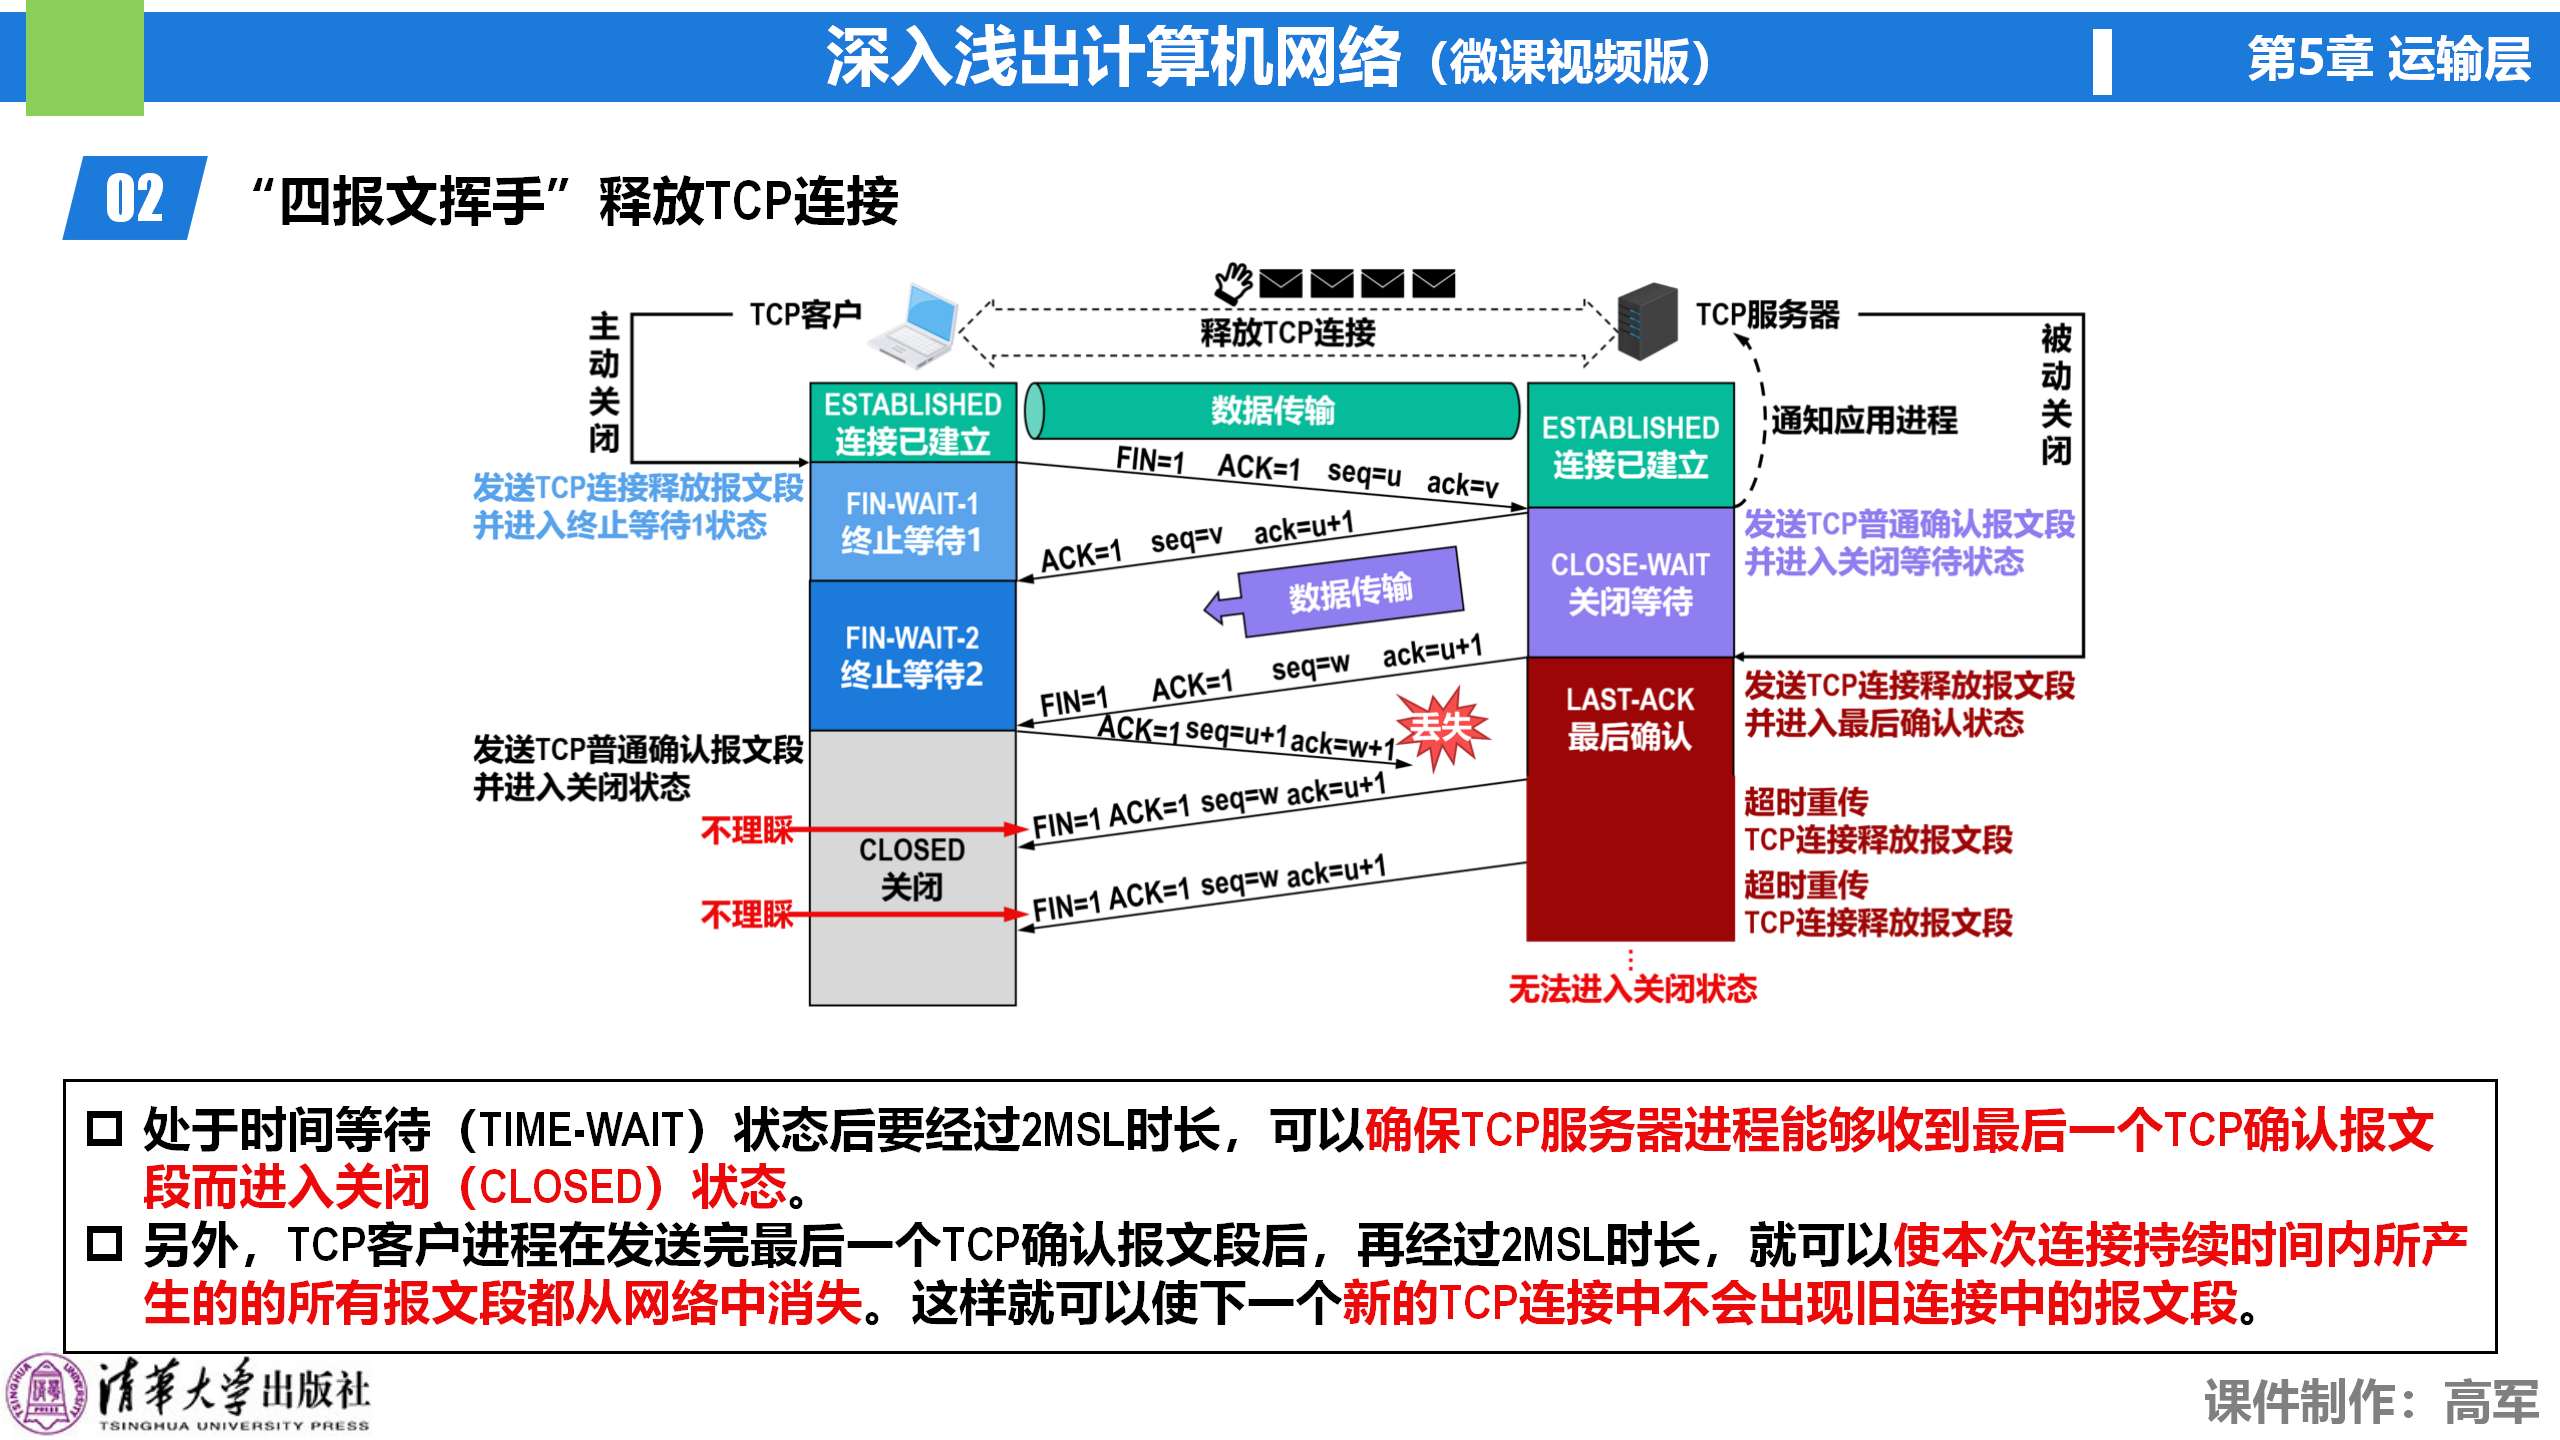 深入浅出计算机网络（微课视频版）
第5章 运输层
02
“四报文挥手”释放TCP连接
TCP客户
释放TCP连接
TCP服务器
主动关闭
被动关闭
通知应用进程
ESTABLISHED
连接已建立
数据传输
ESTABLISHED
连接已建立
FIN=1 ACK=1 seq=u ack=v
发送TCP连接释放报文段
并进入终止等待1状态
FIN-WAIT-1
终止等待1
ACK=1 seq=v ack=u+1
发送TCP普通确认报文段
并进入关闭等待状态
CLOSE-WAIT
关闭等待
数据传输
FIN-WAIT-2
终止等待2
FIN=1 ACK=1 seq=w ack=u+1
LAST-ACK
最后确认
发送TCP连接释放报文段
并进入最后确认状态
ACK=1 seq=u+1 ack=w+1
丢失
发送TCP普通确认报文段
并进入关闭状态
不理睬
FIN=1 ACK=1 seq=w ack=u+1
超时重传
TCP连接释放报文段
CLOSED
关闭
不理睬
FIN=1 ACK=1 seq=w ack=u+1
超时重传
TCP连接释放报文段
无法进入关闭状态
处于时间等待（TIME-WAIT）状态后要经过2MSL时长，可以确保TCP服务器进程能够收到最后一个TCP确认报文
段而进入关闭（CLOSED）状态。
另外，TCP客户进程在发送完最后一个TCP确认报文段后，再经过2MSL时长，就可以使本次连接持续时间内所产
生的的所有报文段都从网络中消失。这样就可以使下一个新的TCP连接中不会出现旧连接中的报文段。
清华大学出版社
TSINGHUA UNIVERSITY PRESS
课件制作：高军